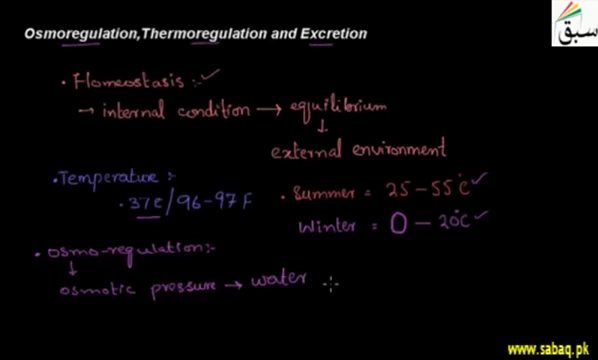 Osmoregulation,Thermoregulation and Excretion
سبق
• Homeostasis :-
→ internal condition → equilibrium
↓
external environment
• Temperature :-
• 37C / 96-97F
• Summer = 25 - 55°C
Winter = 0 - 20°C
• Osmo-regulation:-
↓
osmotic pressure → water
www.sabaq.pk